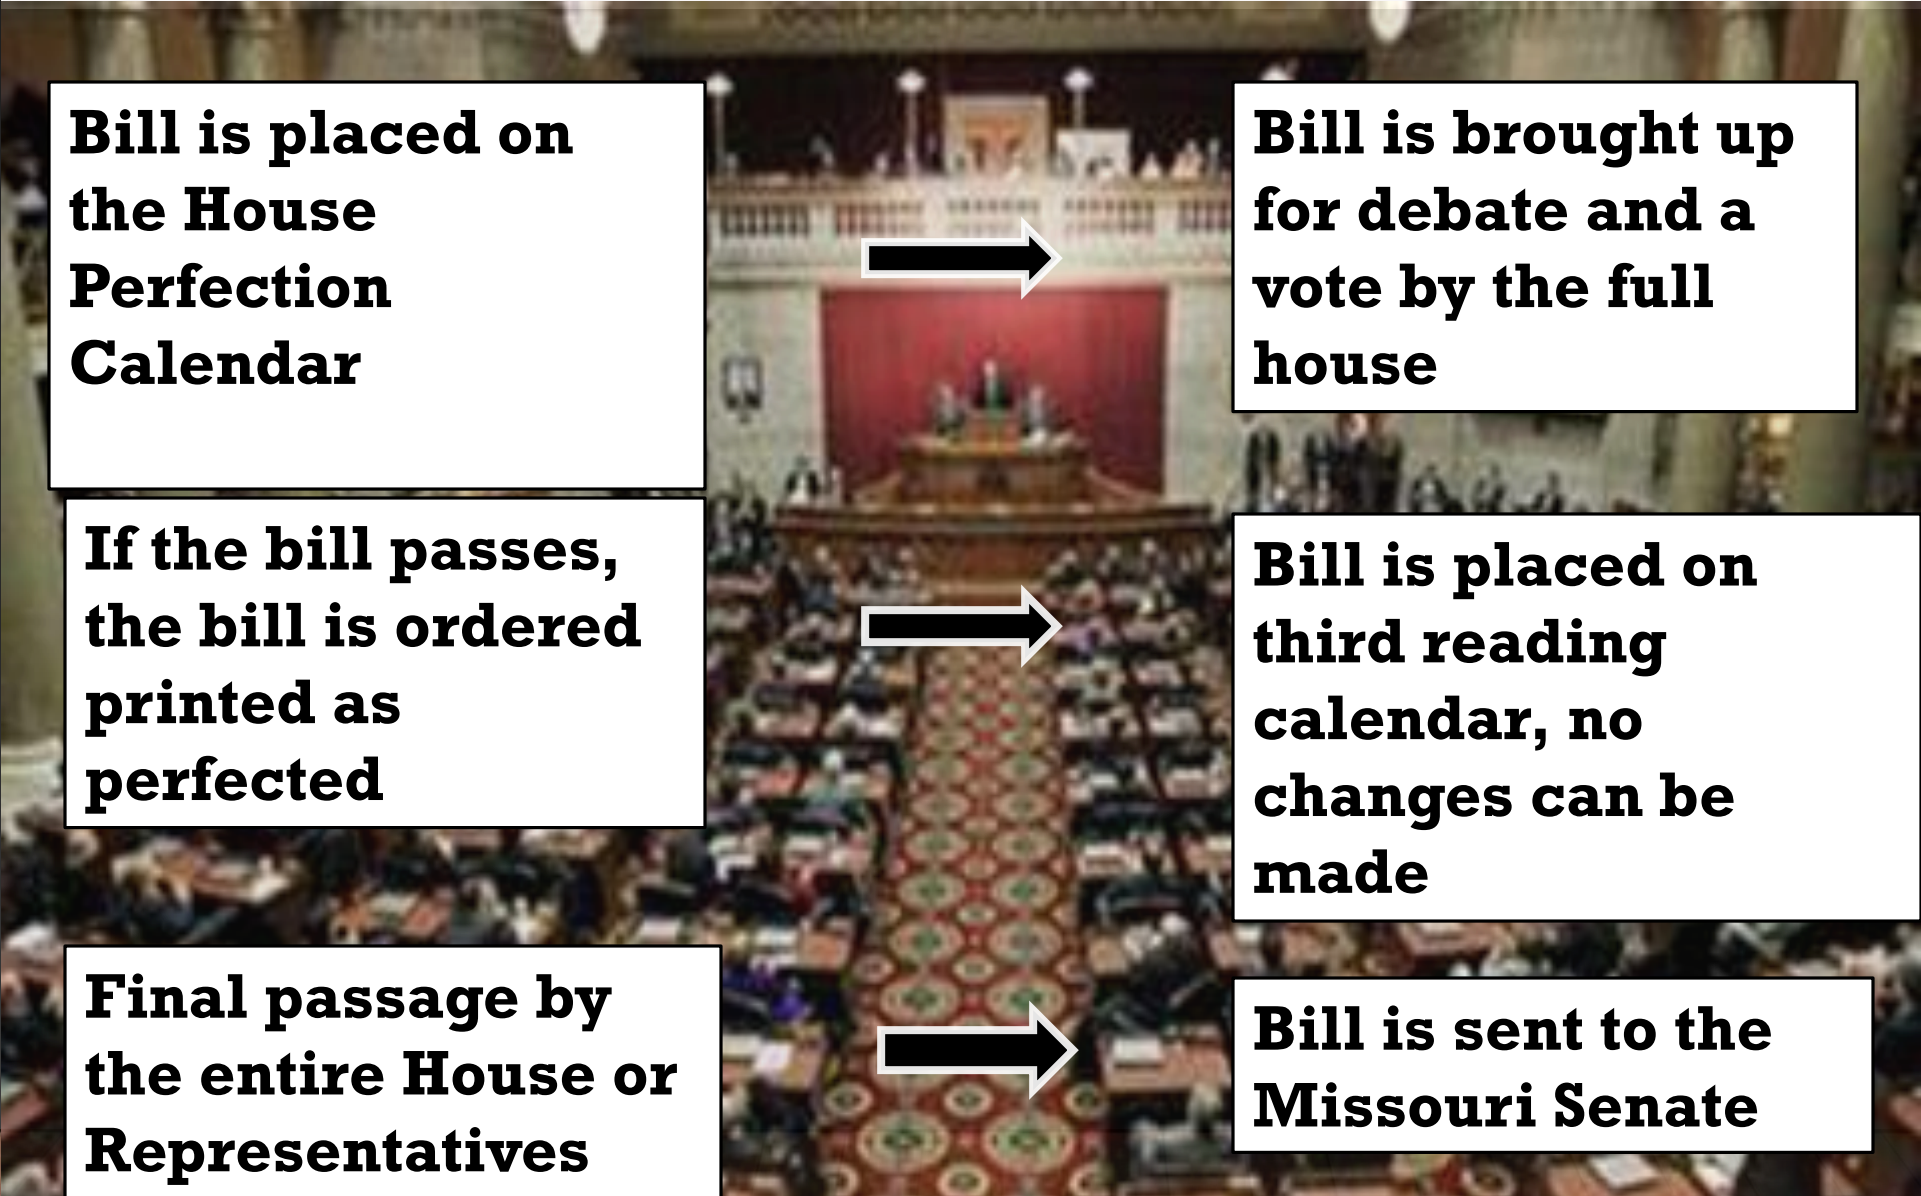 Bill is placed on
the House
Perfection
Calendar
Bill is brought up
for debate and a
vote by the full
house
If the bill passes,
the bill is ordered
printed as
perfected
Bill is placed on
third reading
calendar, no
changes can be
made
Final passage by
the entire House or
Representatives
Bill is sent to the
Missouri Senate